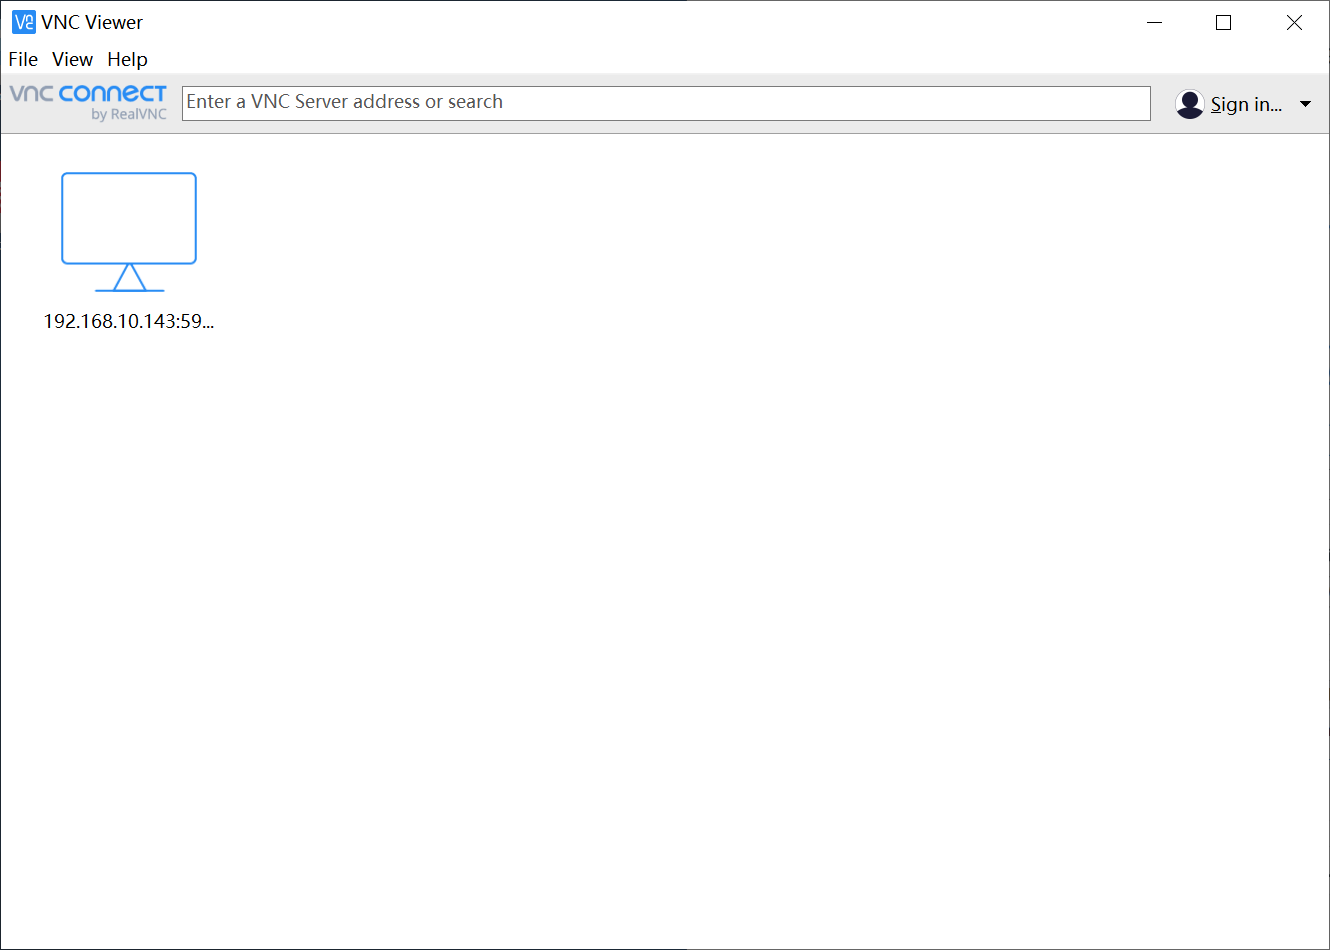 VNC Viewer
File View Help
vnc connect
by RealVNC
Enter a VNC Server address or search
Sign in...
192.168.10.143:59...